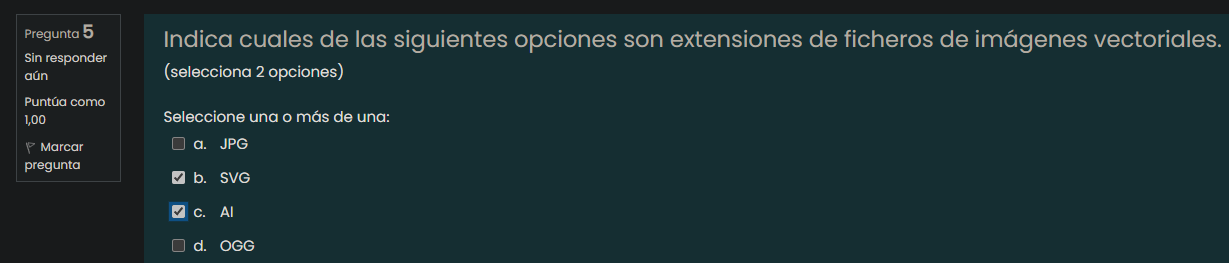 Pregunta 5
Sin responder
aún
Puntúa como
1,00
Marcar
pregunta
Indica cuales de las siguientes opciones son extensiones de ficheros de imágenes vectoriales.
(selecciona 2 opciones)
Seleccione una o más de una:
a. JPG
b. SVG
c. AI
d. OGG